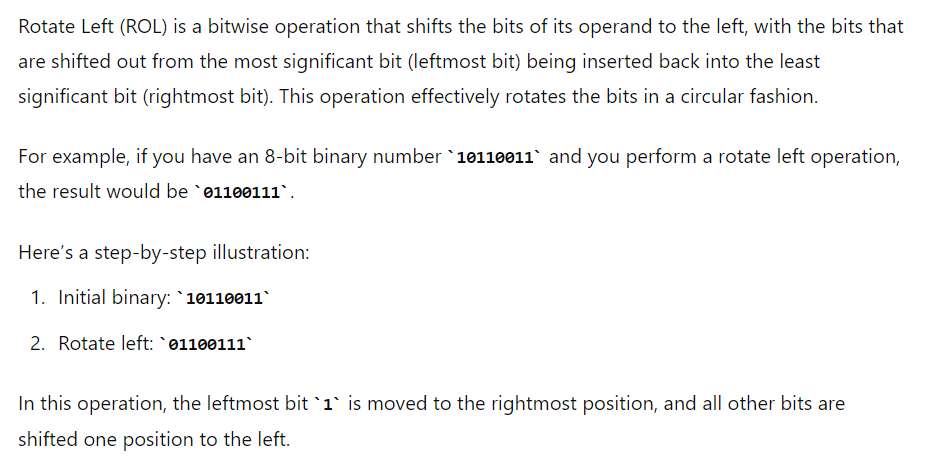 Rotate Left (ROL) is a bitwise operation that shifts the bits of its operand to the left, with the bits that
are shifted out from the most significant bit (leftmost bit) being inserted back into the least
significant bit (rightmost bit). This operation effectively rotates the bits in a circular fashion.
For example, if you have an 8-bit binary number `10110011` and you perform a rotate left operation,
the result would be `01100111`.
Here’s a step-by-step illustration:
1. Initial binary: `10110011`
2. Rotate left: `01100111`
In this operation, the leftmost bit `1` is moved to the rightmost position, and all other bits are
shifted one position to the left.